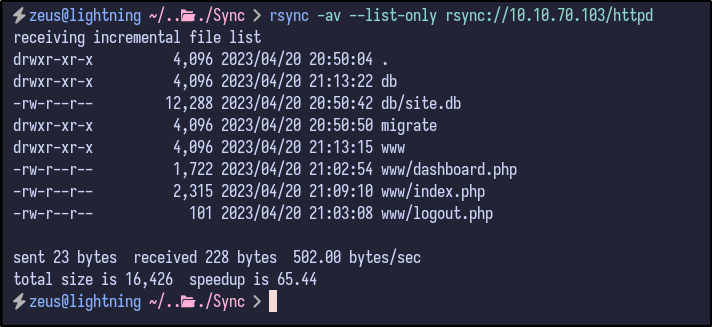 zeus@lightning ~/.../Sync > rsync -av --list-only rsync://10.10.70.103/httpd
receiving incremental file list
drwxr-xr-x          4,096 2023/04/20 20:50:04 .
drwxr-xr-x          4,096 2023/04/20 21:13:22 db
-rw-r--r--         12,288 2023/04/20 20:50:42 db/site.db
drwxr-xr-x          4,096 2023/04/20 20:50:50 migrate
drwxr-xr-x          4,096 2023/04/20 21:13:15 www
-rw-r--r--          1,722 2023/04/20 21:02:54 www/dashboard.php
-rw-r--r--          2,315 2023/04/20 21:09:10 www/index.php
-rw-r--r--            101 2023/04/20 21:03:08 www/logout.php
sent 23 bytes  received 228 bytes  502.00 bytes/sec
total size is 16,426  speedup is 65.44
zeus@lightning ~/.../Sync >